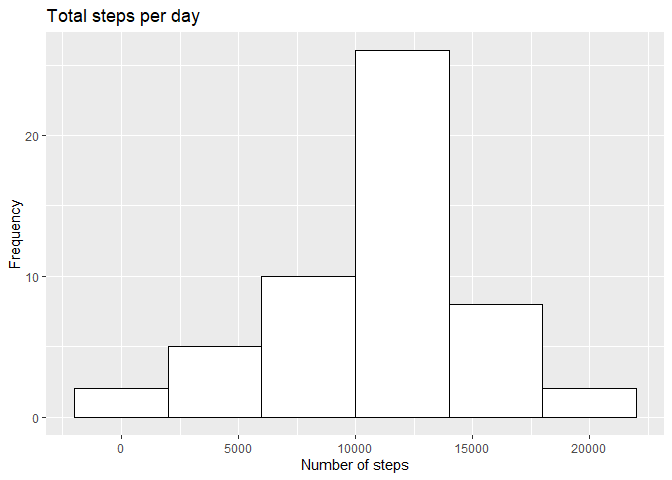 Total steps per day
Frequency
20
10
0
0 5000 10000 15000 20000
Number of steps